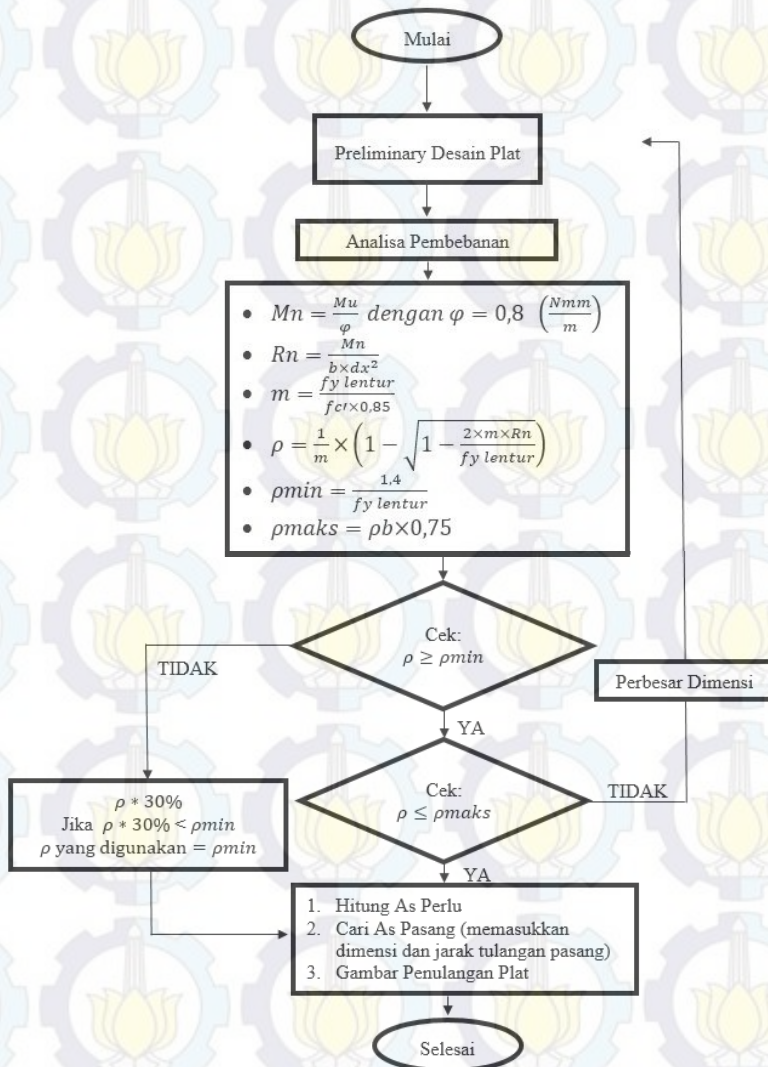 Mulai
Preliminary Desain Plat
Analisa Pembebanan
• Mn = Mu/φ dengan φ = 0,8 (Nmm/m)
• Rn = Mn/(b×dx²)
• m = fy lentur/(fc′×0,85)
• ρ = 1/m × (1 − √(1 − (2×m×Rn)/(fy lentur)))
• ρmin = 1,4/(fy lentur)
• ρmaks = ρb×0,75
Cek:
ρ ≥ ρmin
TIDAK
Perbesar Dimensi
YA
ρ * 30%
Jika ρ * 30% < ρmin
ρ yang digunakan = ρmin
Cek:
ρ ≤ ρmaks
TIDAK
YA
1. Hitung As Perlu
2. Cari As Pasang (memasukkan
dimensi dan jarak tulangan pasang)
3. Gambar Penulangan Plat
Selesai